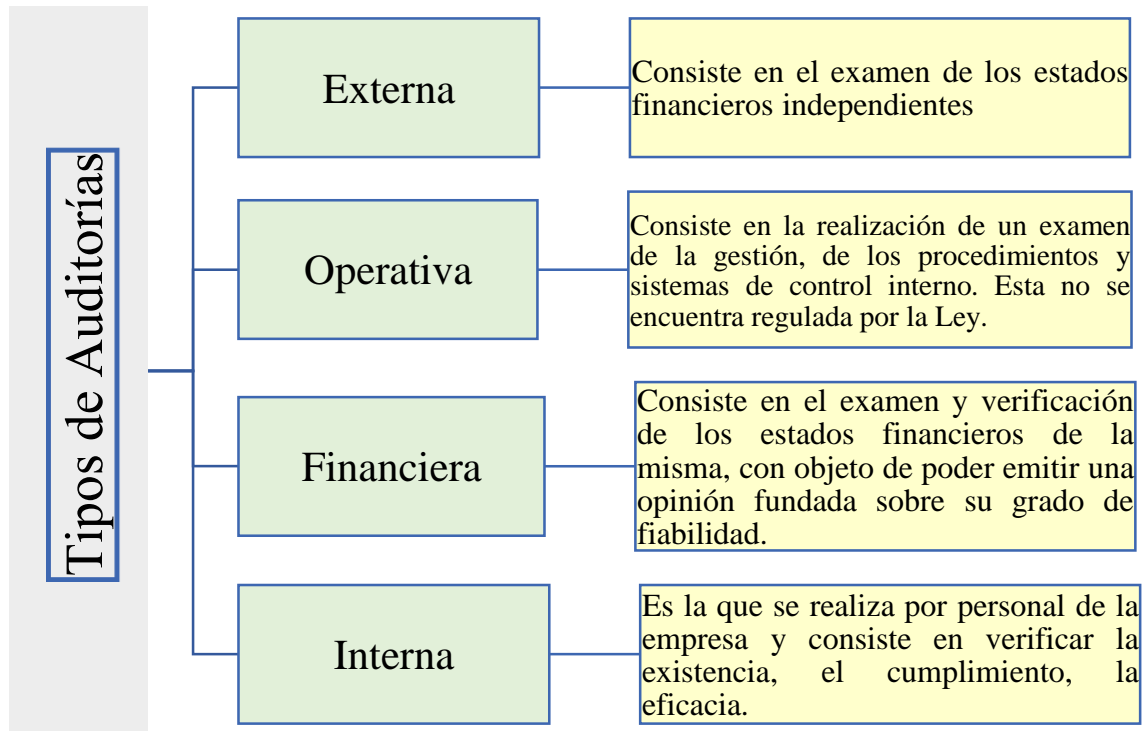 Tipos de Auditorías
Externa
Consiste en el examen de los estados
financieros independientes
Operativa
Consiste en la realización de un examen
de la gestión, de los procedimientos y
sistemas de control interno. Esta no se
encuentra regulada por la Ley.
Financiera
Consiste en el examen y verificación
de los estados financieros de la
misma, con objeto de poder emitir una
opinión fundada sobre su grado de
fiabilidad.
Interna
Es la que se realiza por personal de la
empresa y consiste en verificar la
existencia, el cumplimiento, la
eficacia.